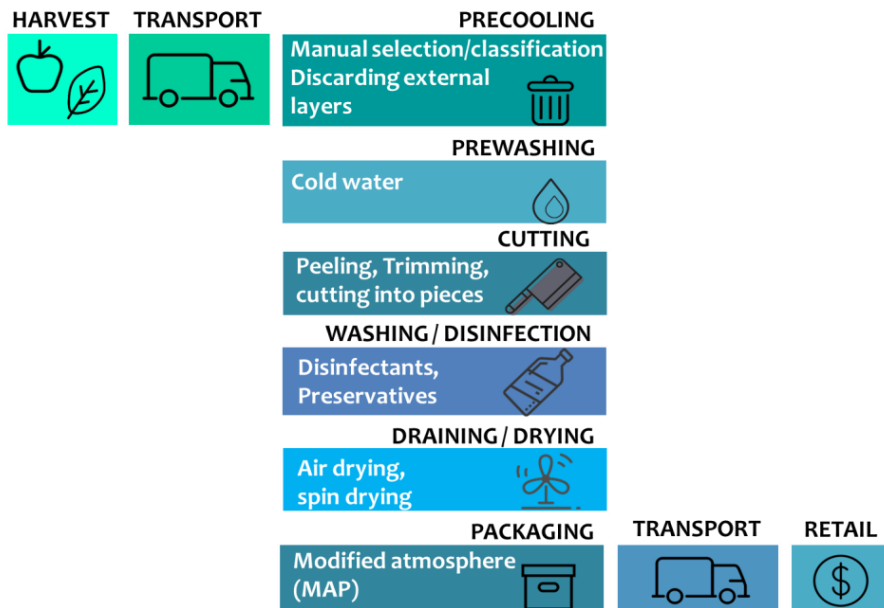 HARVEST
TRANSPORT
PRECOOLING
Manual selection/classification
Discarding external
layers
PREWASHING
Cold water
CUTTING
Peeling, Trimming,
cutting into pieces
WASHING / DISINFECTION
Disinfectants,
Preservatives
DRAINING / DRYING
Air drying,
spin drying
PACKAGING
Modified atmosphere
(MAP)
TRANSPORT
RETAIL
$